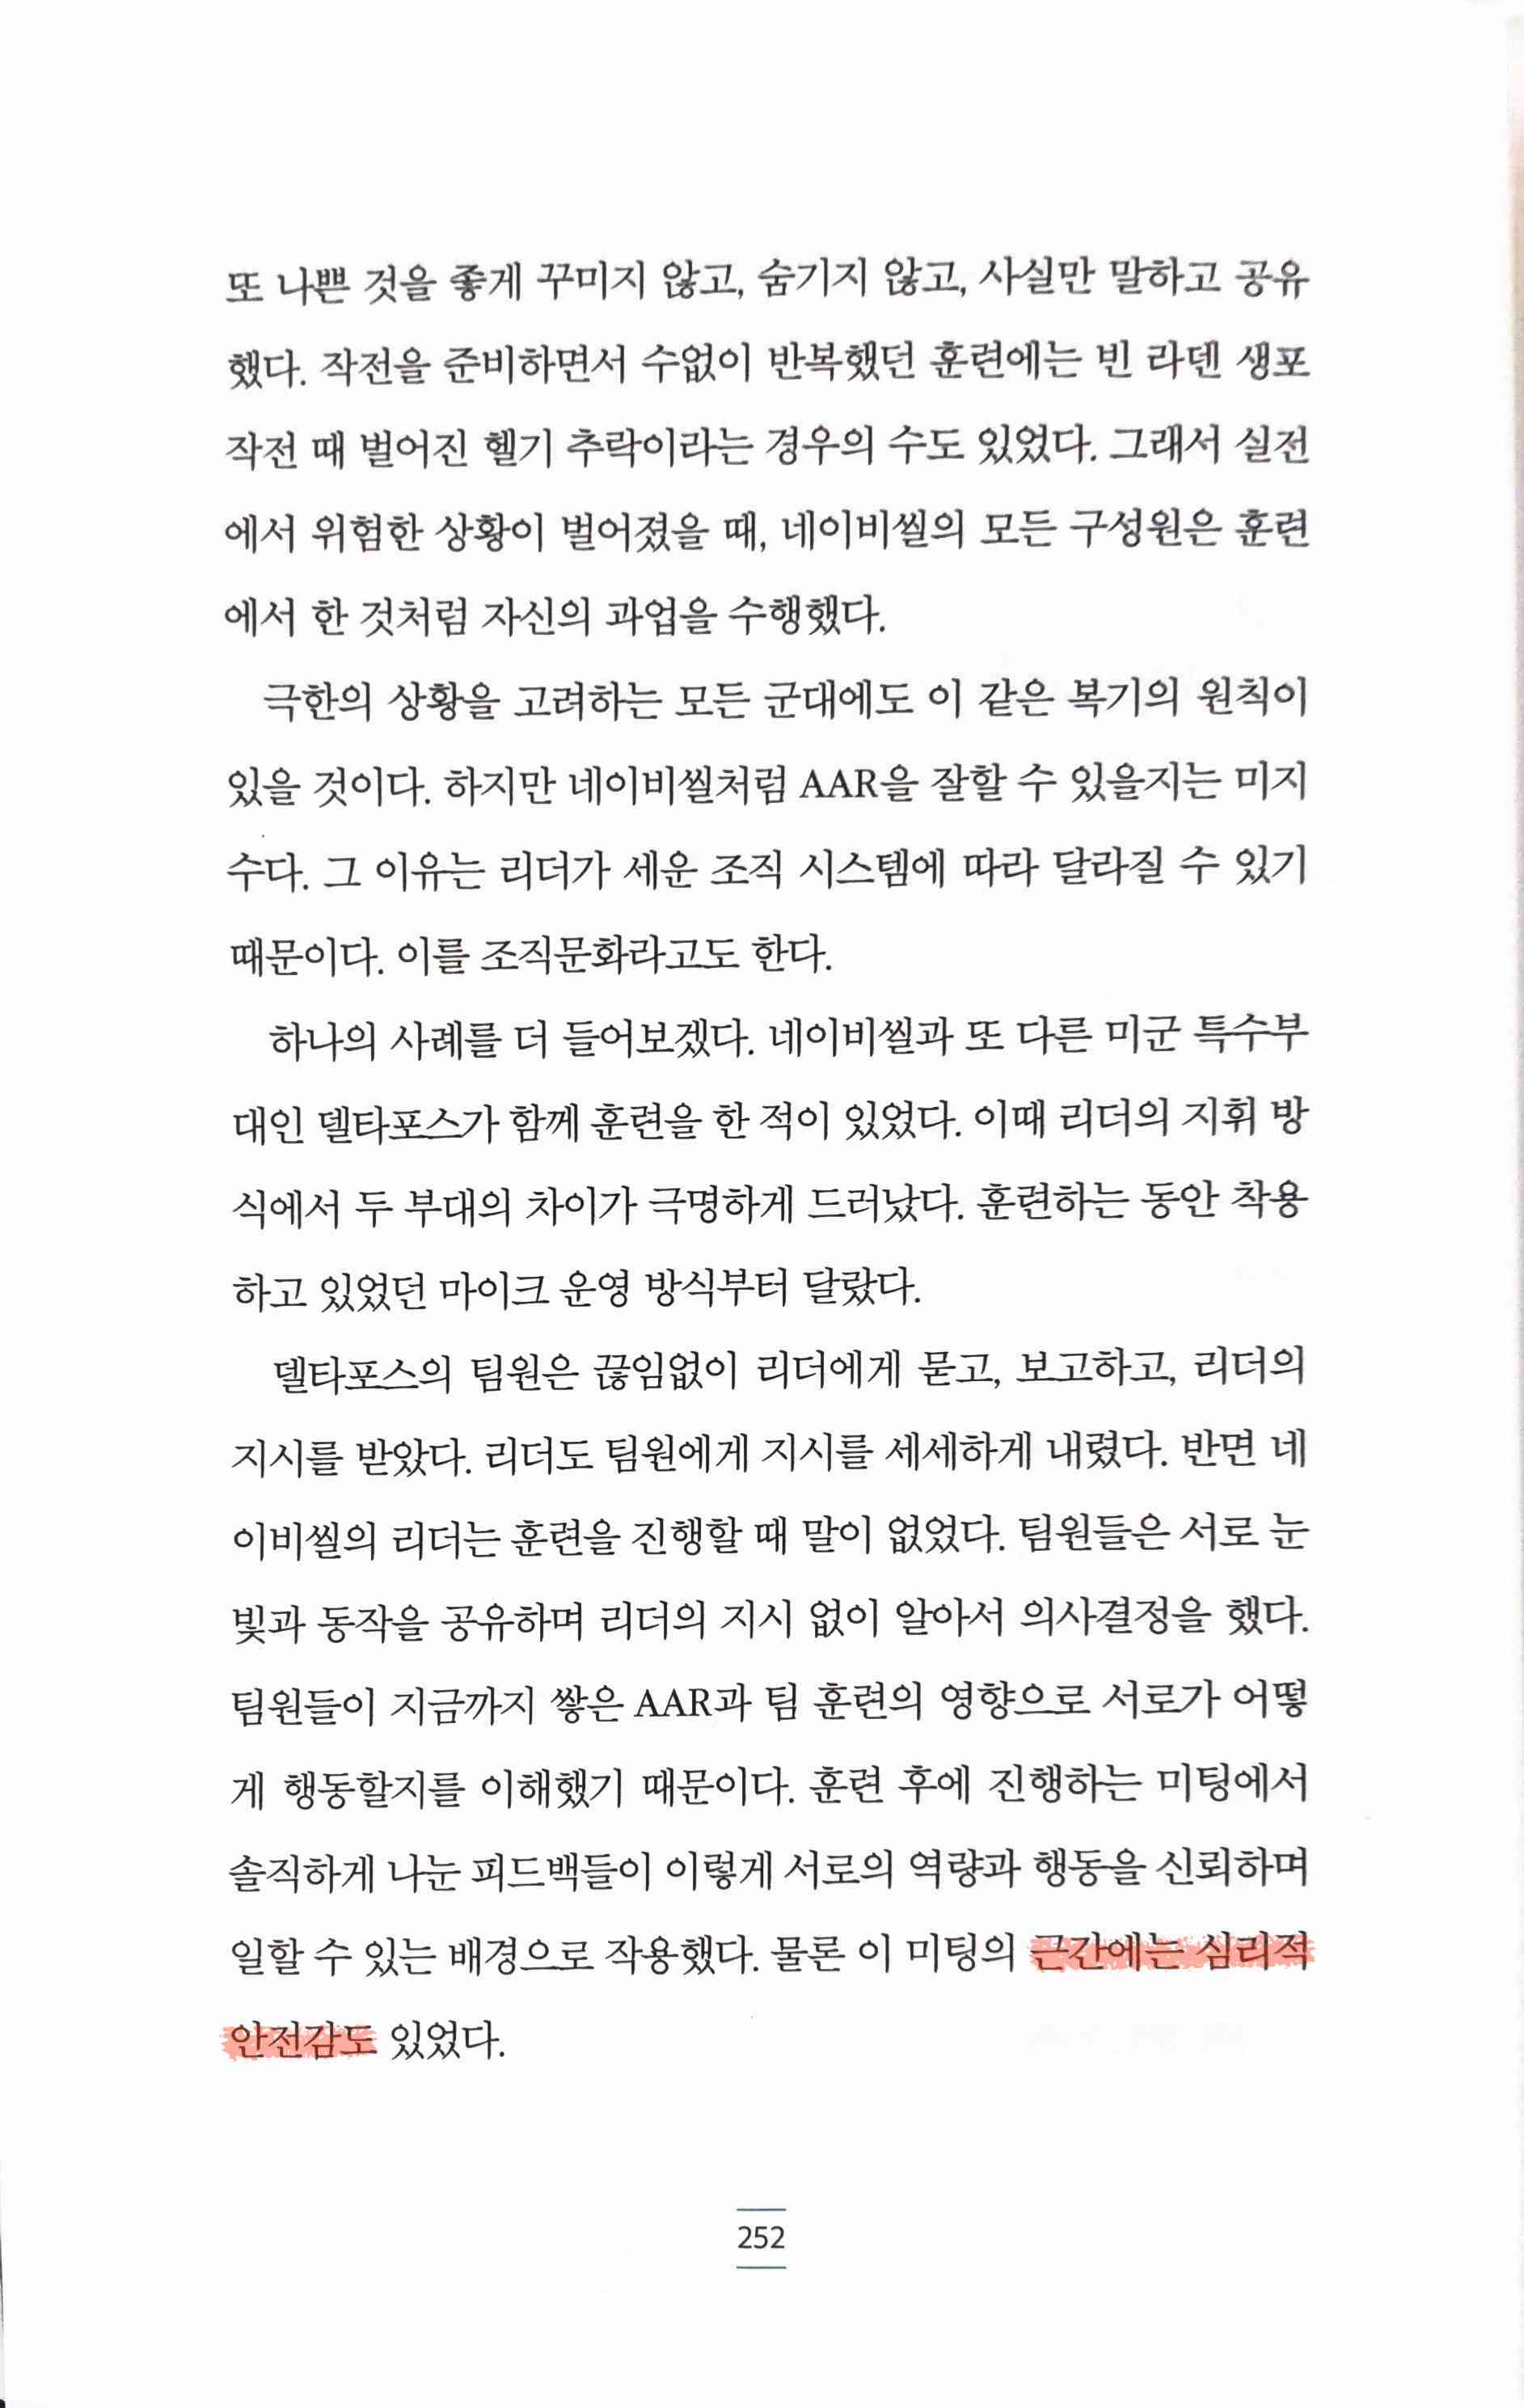 또 나쁜 것을 좋게 꾸미지 않고, 숨기지 않고, 사실만 말하고 공유
했다. 작전을 준비하면서 수없이 반복했던 훈련에는 빈 라덴 생포
작전 때 벌어진 헬기 추락이라는 경우의 수도 있었다. 그래서 실전
에서 위험한 상황이 벌어졌을 때, 네이비씰의 모든 구성원은 훈련
에서 한 것처럼 자신의 과업을 수행했다.
극한의 상황을 고려하는 모든 군대에도 이 같은 복기의 원칙이
있을 것이다. 하지만 네이비씰처럼 AAR을 잘할 수 있을지는 미지
수다. 그 이유는 리더가 세운 조직 시스템에 따라 달라질 수 있기
때문이다. 이를 조직문화라고도 한다.
하나의 사례를 더 들어보겠다. 네이비씰과 또 다른 미군 특수부
대인 델타포스가 함께 훈련을 한 적이 있었다. 이때 리더의 지휘 방
식에서 두 부대의 차이가 극명하게 드러났다. 훈련하는 동안 착용
하고 있었던 마이크 운영 방식부터 달랐다.
델타포스의 팀원은 끊임없이 리더에게 묻고, 보고하고, 리더의
지시를 받았다. 리더도 팀원에게 지시를 세세하게 내렸다. 반면 네
이비씰의 리더는 훈련을 진행할 때 말이 없었다. 팀원들은 서로 눈
빛과 동작을 공유하며 리더의 지시 없이 알아서 의사결정을 했다.
팀원들이 지금까지 쌓은 AAR과 팀 훈련의 영향으로 서로가 어떻
게 행동할지를 이해했기 때문이다. 훈련 후에 진행하는 미팅에서
솔직하게 나눈 피드백들이 이렇게 서로의 역량과 행동을 신뢰하며
일할 수 있는 배경으로 작용했다. 물론 이 미팅의 근간에는 심리적
안전감도 있었다.
252